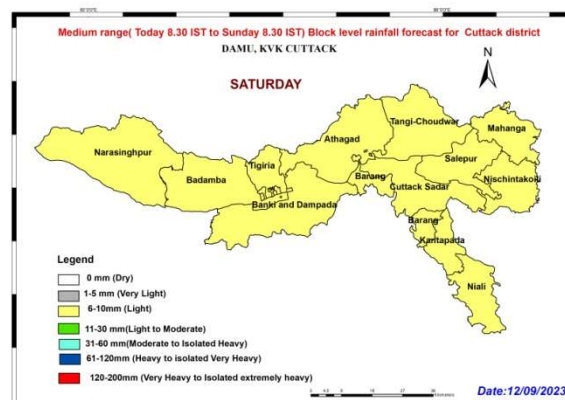 Medium range( Today 8.30 IST to Sunday 8.30 IST) Block level rainfall forecast for Cuttack district
DAMU, KVK CUTTACK
N
SATURDAY
Tangi-Choudwar
Mahanga
Athagad
Narasinghpur
Tigiria
Salepur
Badamba
Barang
Nischintakoili
Cuttack Sadar
Banki and Dampada
Barang
Kantapada
Niali
Legend
0 mm (Dry)
1-5 mm (Very Light)
6-10mm (Light)
11-30 mm(Light to Moderate)
31-60 mm(Moderate to Isolated Heavy)
61-120mm (Heavy to isolated Very Heavy)
120-200mm (Very Heavy to Isolated extremely heavy)
Date:12/09/2023